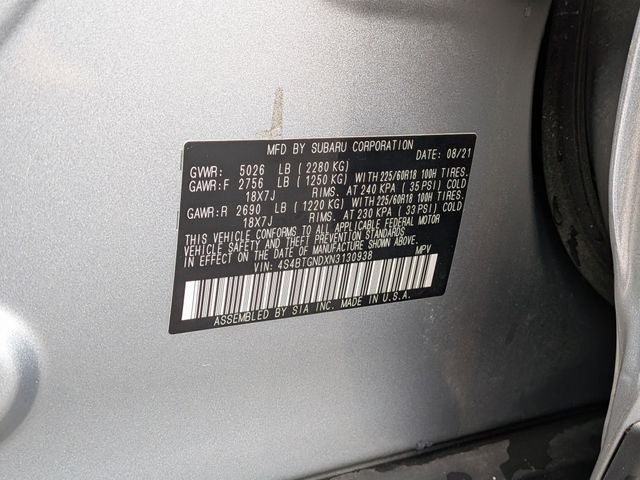 MFD BY SUBARU CORPORATION
DATE: 08/21
GVWR: 5026 LB ( 2280 KG)
GAWR:F 2756 LB ( 1250 KG) WITH 225/60R18 100H TIRES.
18X7J RIMS. AT 240 KPA ( 35 PSI) COLD
GAWR:R 2690 LB ( 1220 KG) WITH 225/60R18 100H TIRES.
18X7J RIMS. AT 230 KPA ( 33 PSI) COLD
THIS VEHICLE CONFORMS TO ALL APPLICABLE FEDERAL MOTOR
VEHICLE SAFETY AND THEFT PREVENTION STANDARDS
IN EFFECT ON THE DATE OF MANUFACTURE SHOWN ABOVE.
VIN: 4S4BTGNDXN3130938 MPV
ASSEMBLED BY SIA INC. MADE IN U.S.A.